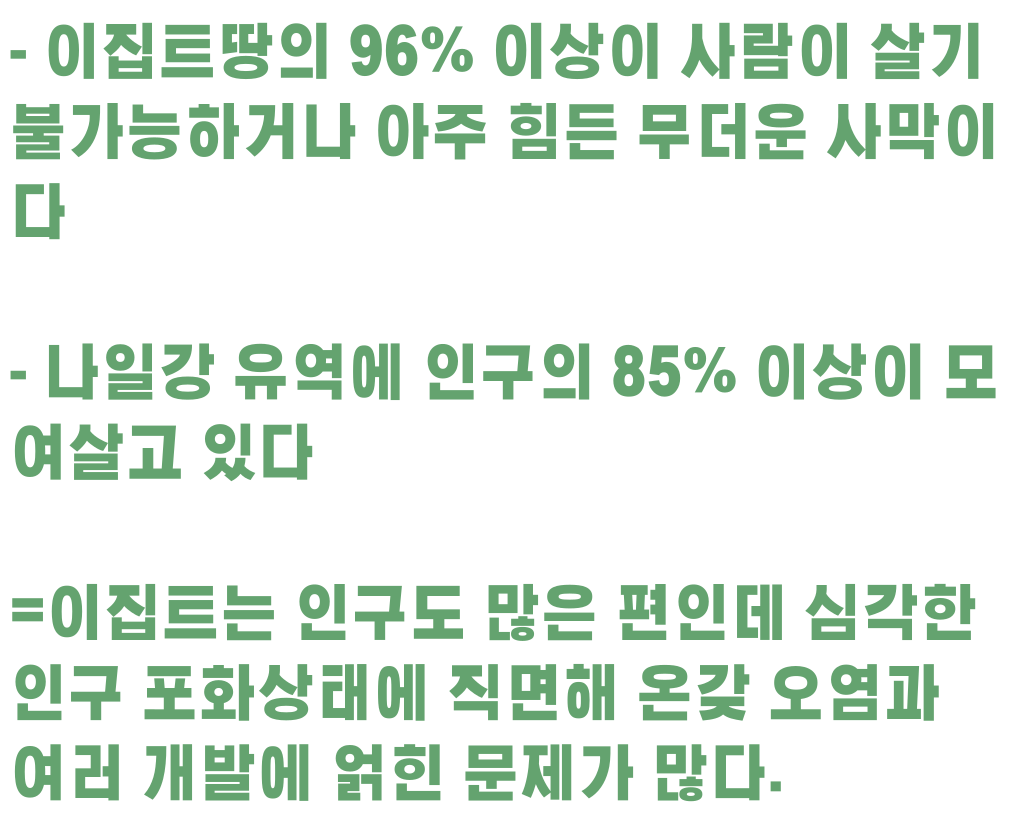 - 이집트땅의 96% 이상이 사람이 살기
불가능하거나 아주 힘든 무더운 사막이
다
- 나일강 유역에 인구의 85% 이상이 모
여살고 있다
=이집트는 인구도 많은 편인데 심각한
인구 포화상태에 직면해 온갖 오염과
여러 개발에 얽힌 문제가 많다.